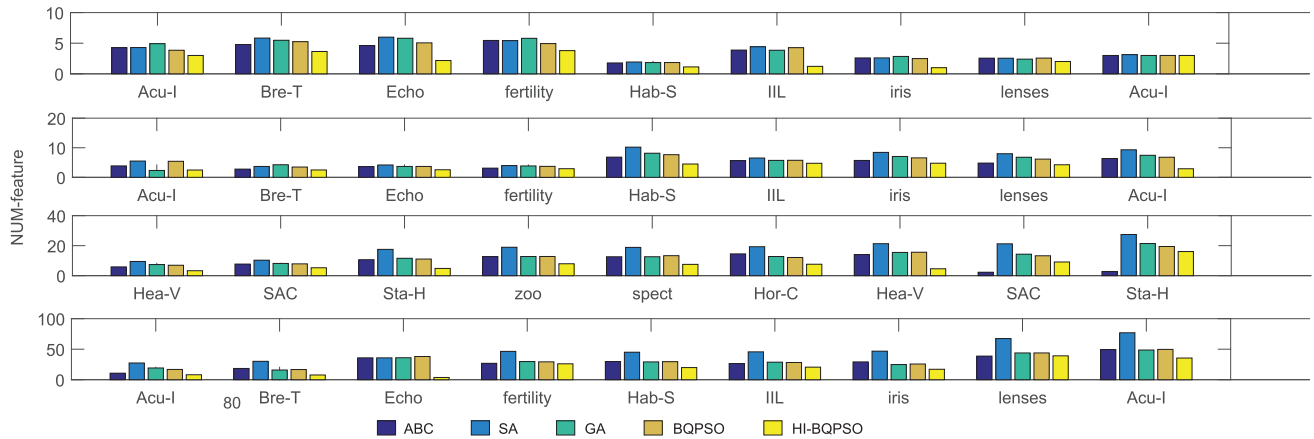 10
5
0
Acu-I Bre-T Echo fertility Hab-S IIL iris lenses Acu-I
20
10
0
Acu-I Bre-T Echo fertility Hab-S IIL iris lenses Acu-I
NUM-feature
40
20
0
Hea-V SAC Sta-H zoo spect Hor-C Hea-V SAC Sta-H
100
50
0
Acu-I 80 Bre-T Echo fertility Hab-S IIL iris lenses Acu-I
ABC SA GA BQPSO HI-BQPSO